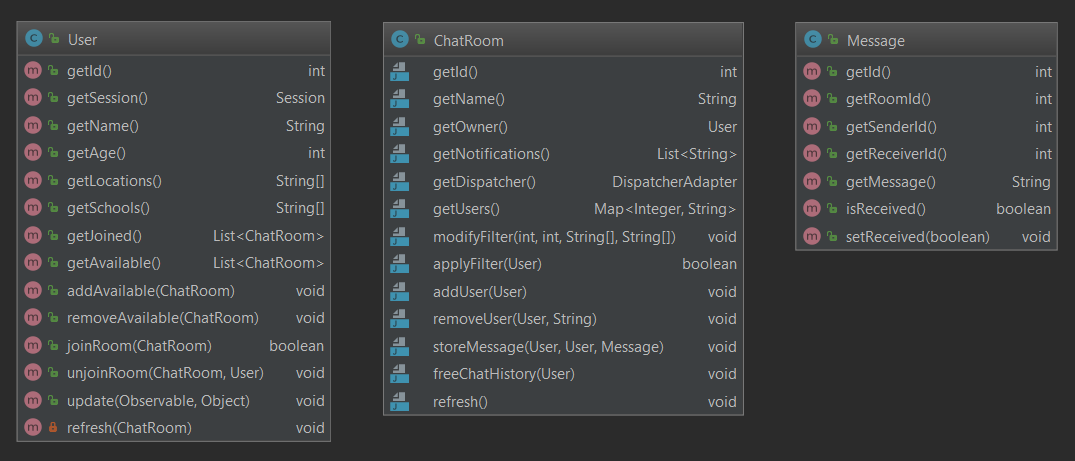 User
getId() int
getSession() Session
getName() String
getAge() int
getLocations() String[]
getSchools() String[]
getJoined() List<ChatRoom>
getAvailable() List<ChatRoom>
addAvailable(ChatRoom) void
removeAvailable(ChatRoom) void
joinRoom(ChatRoom) boolean
unjoinRoom(ChatRoom, User) void
update(Observable, Object) void
refresh(ChatRoom) void
ChatRoom
getId() int
getName() String
getOwner() User
getNotifications() List<String>
getDispatcher() DispatcherAdapter
getUsers() Map<Integer, String>
modifyFilter(int, int, String[], String[]) void
applyFilter(User) boolean
addUser(User) void
removeUser(User, String) void
storeMessage(User, User, Message) void
freeChatHistory(User) void
refresh() void
Message
getId() int
getRoomId() int
getSenderId() int
getReceiverId() int
getMessage() String
isReceived() boolean
setReceived(boolean) void